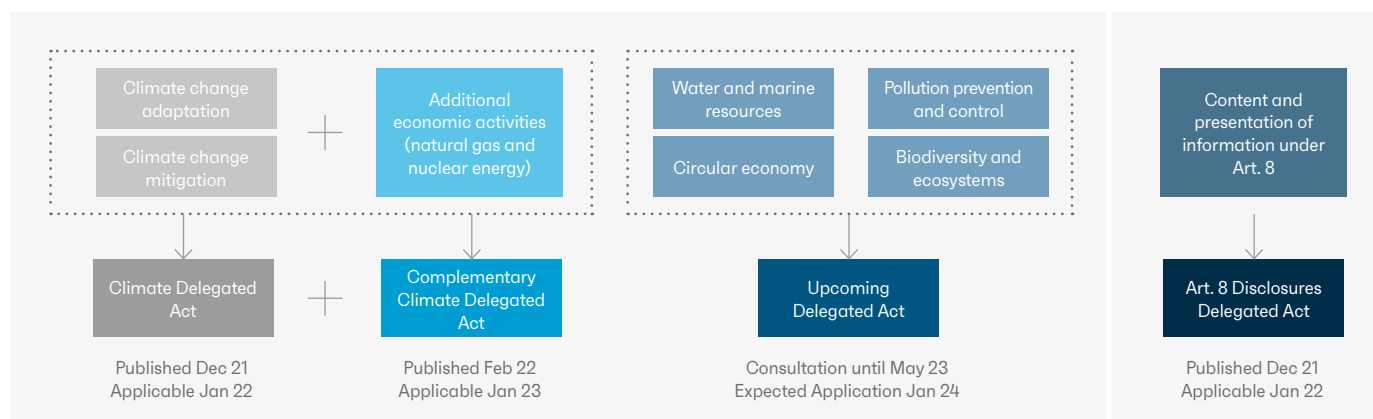 Climate change
adaptation
Climate change
mitigation
Additional
economic activities
(natural gas and
nuclear energy)
Water and marine
resources
Pollution prevention
and control
Circular economy
Biodiversity and
ecosystems
Content and
presentation of
information under
Art. 8
Climate Delegated
Act
Complementary
Climate Delegated
Act
Upcoming
Delegated Act
Art. 8 Disclosures
Delegated Act
Published Dec 21
Applicable Jan 22
Published Feb 22
Applicable Jan 23
Consultation until May 23
Expected Application Jan 24
Published Dec 21
Applicable Jan 22